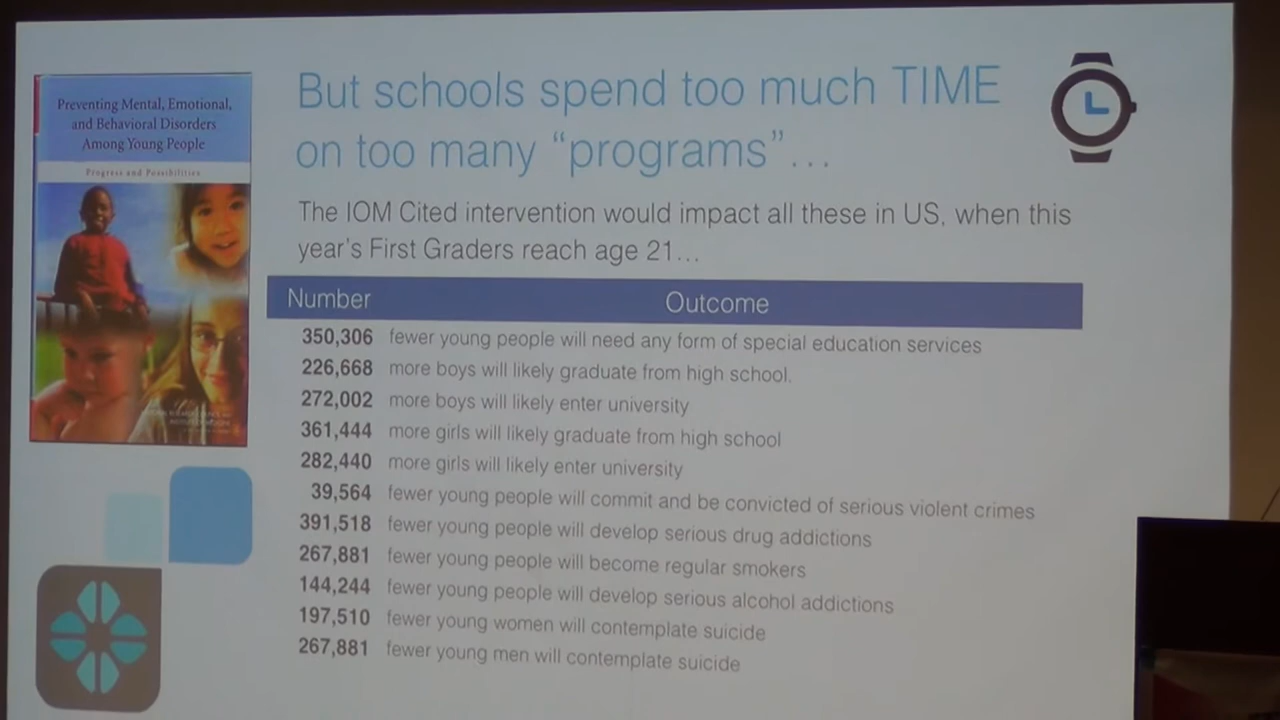 Preventing Mental, Emotional,
and Behavioral Disorders
Among Young People
Progress and Possibilities
But schools spend too much TIME
on too many “programs”...
The IOM Cited intervention would impact all these in US, when this
year's First Graders reach age 21...
Number Outcome
350,306 fewer young people will need any form of special education services
226,668 more boys will likely graduate from high school.
272,002 more boys will likely enter university
361,444 more girls will likely graduate from high school
282,440 more girls will likely enter university
39,564 fewer young people will commit and be convicted of serious violent crimes
391,518 fewer young people will develop serious drug addictions
267,881 fewer young people will become regular smokers
144,244 fewer young people will develop serious alcohol addictions
197,510 fewer young women will contemplate suicide
267,881 fewer young men will contemplate suicide